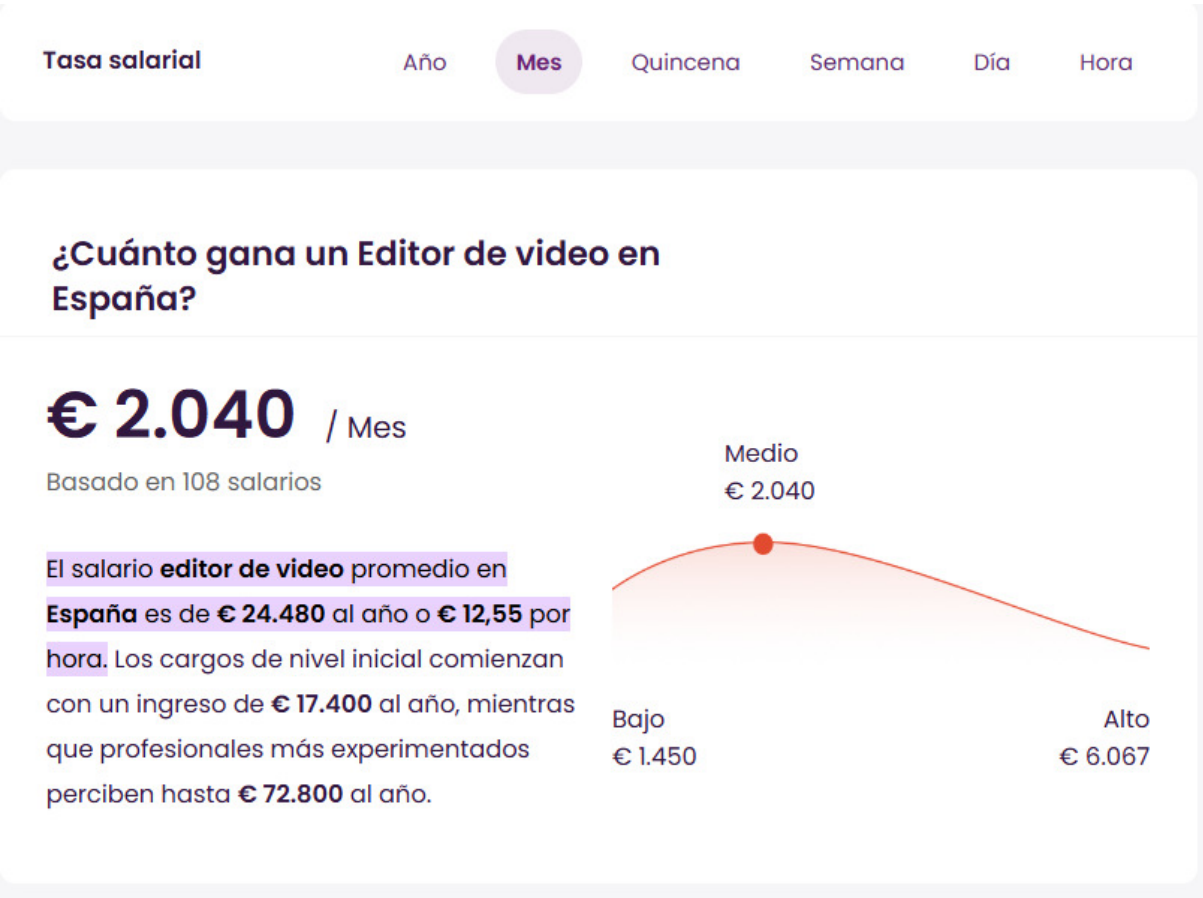 Tasa salarial Año Mes Quincena Semana Día Hora
¿Cuánto gana un Editor de video en
España?
€ 2.040 / Mes
Basado en 108 salarios
El salario editor de video promedio en
España es de € 24.480 al año o € 12,55 por
hora. Los cargos de nivel inicial comienzan
con un ingreso de € 17.400 al año, mientras
que profesionales más experimentados
perciben hasta € 72.800 al año.
Medio
€ 2.040
Bajo
€ 1.450
Alto
€ 6.067